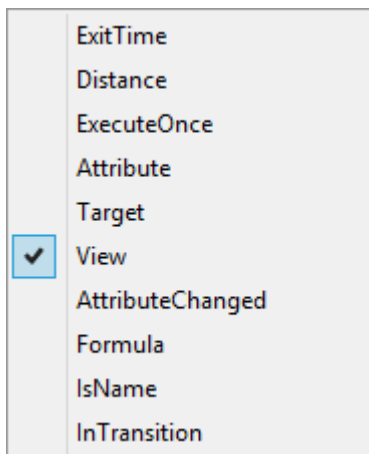 ExitTime
Distance
ExecuteOnce
Attribute
Target
View
AttributeChanged
Formula
IsName
InTransition